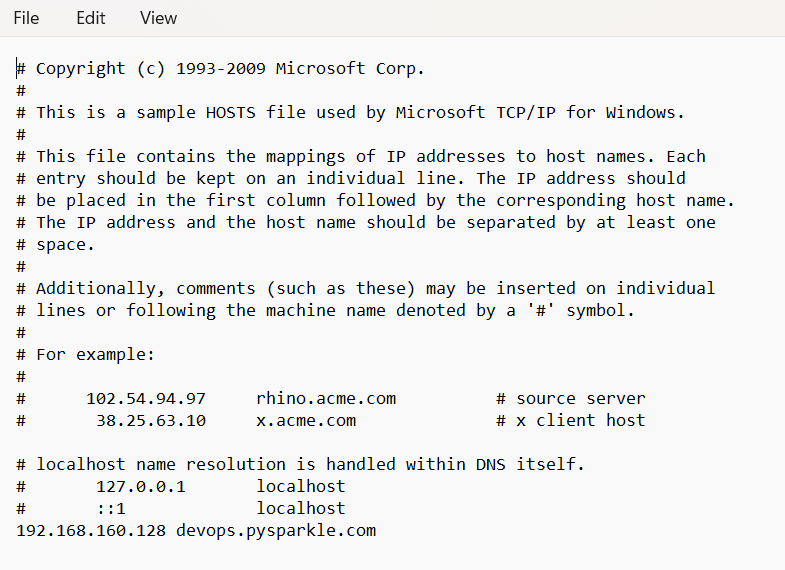 File Edit View
# Copyright (c) 1993-2009 Microsoft Corp.
#
# This is a sample HOSTS file used by Microsoft TCP/IP for Windows.
#
# This file contains the mappings of IP addresses to host names. Each
# entry should be kept on an individual line. The IP address should
# be placed in the first column followed by the corresponding host name.
# The IP address and the host name should be separated by at least one
# space.
#
# Additionally, comments (such as these) may be inserted on individual
# lines or following the machine name denoted by a '#' symbol.
#
# For example:
#
#      102.54.94.97     rhino.acme.com          # source server
#       38.25.63.10     x.acme.com              # x client host

# localhost name resolution is handled within DNS itself.
#       127.0.0.1       localhost
#       ::1             localhost
192.168.160.128 devops.pysparkle.com